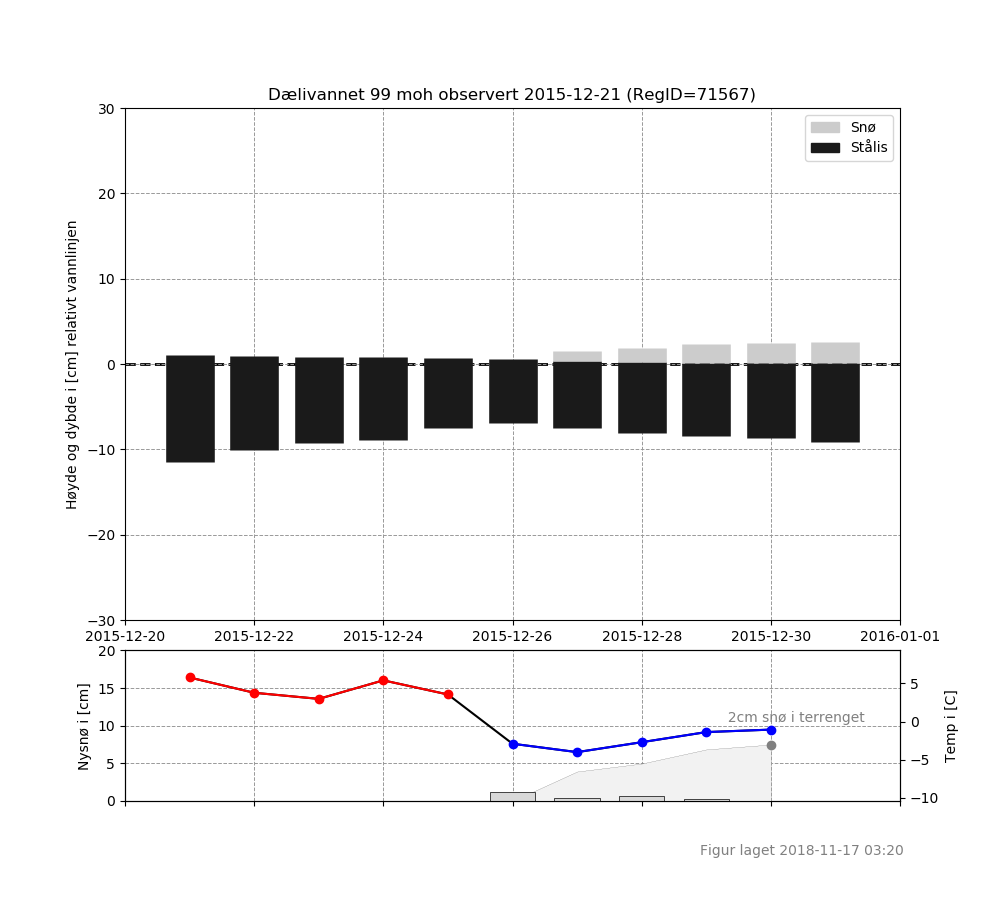 Dælivannet 99 moh observert 2015-12-21 (RegID=71567)
Snø
Stålis
Høyde og dybde i [cm] relativt vannlinjen
30
20
10
0
−10
−20
−30
2015-12-20 2015-12-22 2015-12-24 2015-12-26 2015-12-28 2015-12-30 2016-01-01
Nysnø i [cm]
20
15
10
5
0
2cm snø i terrenget
5
0
−5
−10
Temp i [C]
Figur laget 2018-11-17 03:20